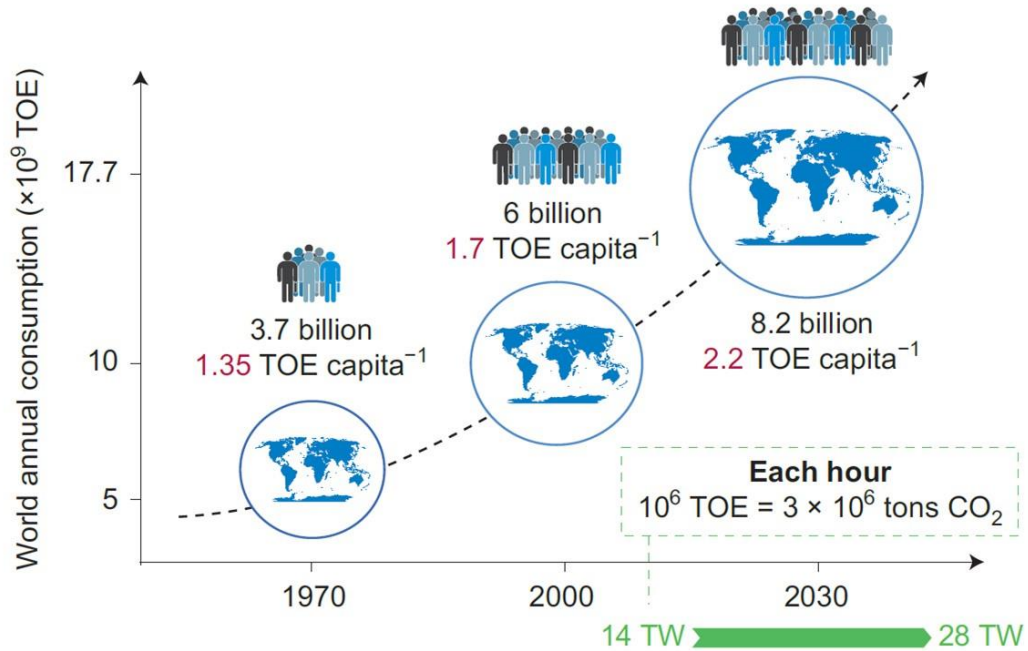 World annual consumption (×10⁹ TOE)
17.7
10
5
3.7 billion
1.35 TOE capita⁻¹
6 billion
1.7 TOE capita⁻¹
8.2 billion
2.2 TOE capita⁻¹
Each hour
10⁶ TOE = 3 × 10⁶ tons CO₂
1970
2000
2030
14 TW
28 TW